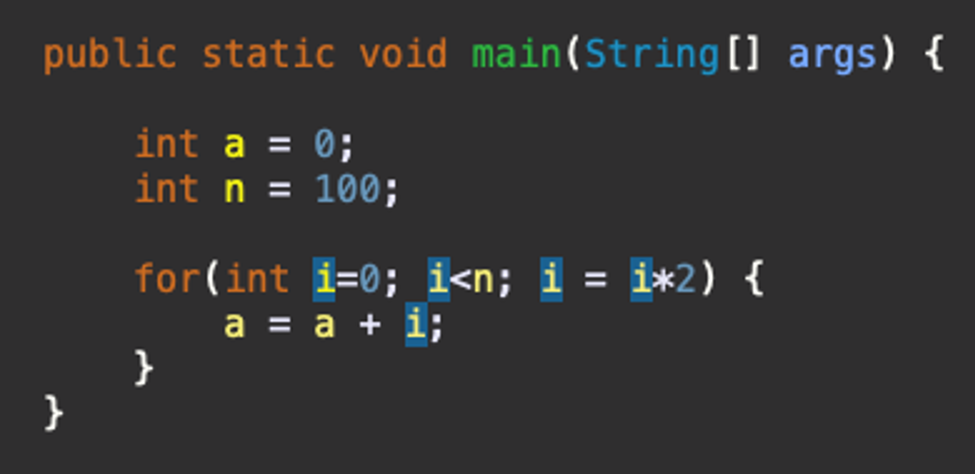 public static void main(String[] args) {
int a = 0;
int n = 100;
for(int i=0; i<n; i = i*2) {
a = a + i;
}
}